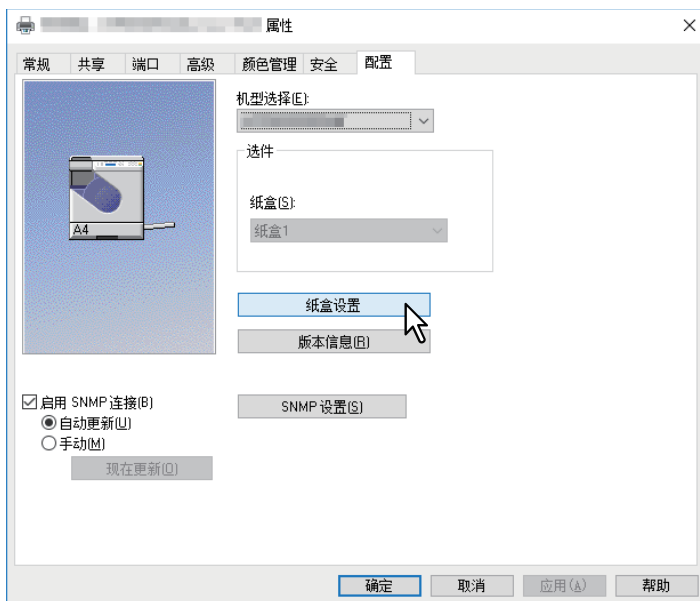 属性
常规 共享 端口 高级 颜色管理 安全 配置
机型选择(E):
选件
纸盒(S):
纸盒1
A4
纸盒设置
版本信息(R)
启用 SNMP 连接(B)
SNMP 设置(S)
自动更新(U)
手动(M)
现在更新(O)
确定 取消 应用(A) 帮助